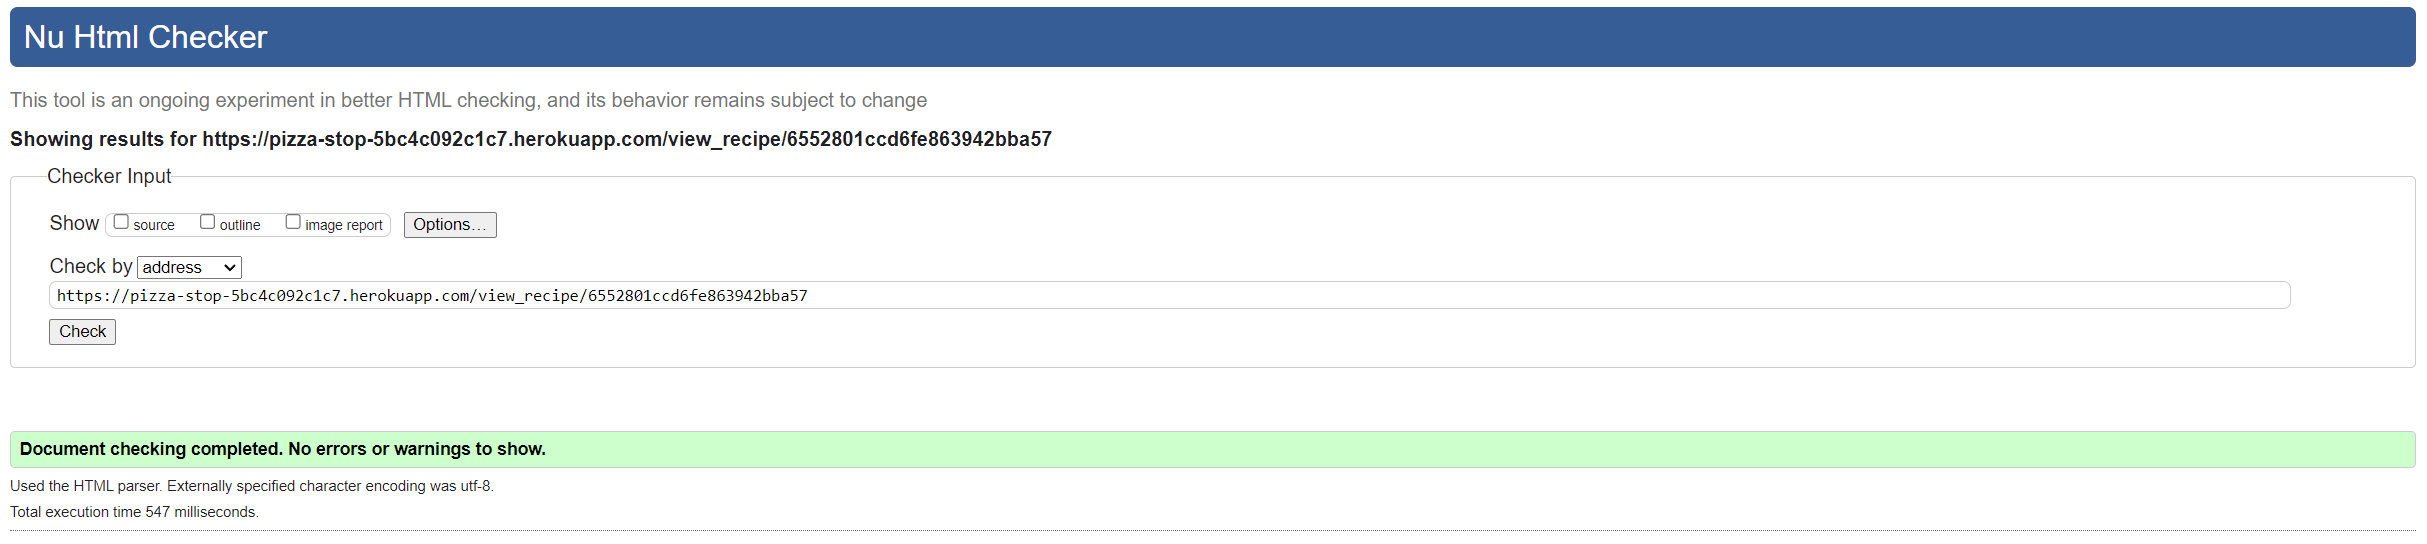 Nu Html Checker
This tool is an ongoing experiment in better HTML checking, and its behavior remains subject to change
Showing results for https://pizza-stop-5bc4c092c1c7.herokuapp.com/view_recipe/6552801ccd6fe863942bba57
Checker Input
Show source outline image report Options...
Check by address
https://pizza-stop-5bc4c092c1c7.herokuapp.com/view_recipe/6552801ccd6fe863942bba57
Check
Document checking completed. No errors or warnings to show.
Used the HTML parser. Externally specified character encoding was utf-8.
Total execution time 547 milliseconds.